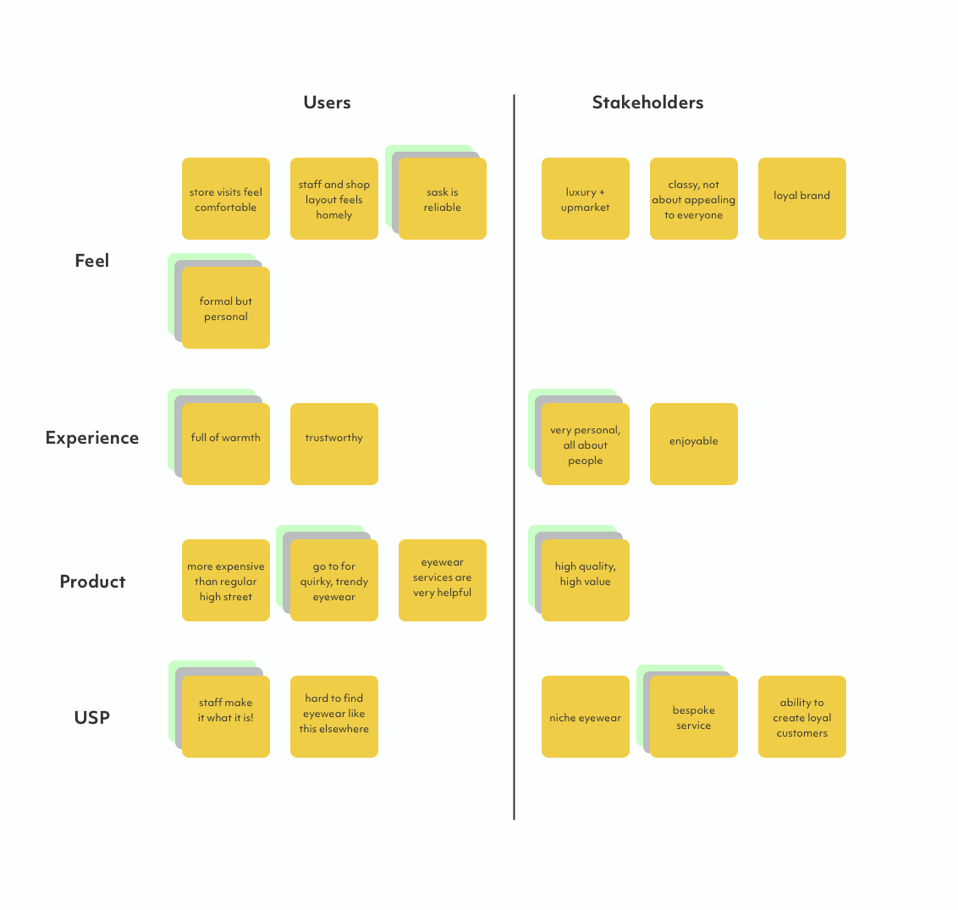 Users
Stakeholders
Feel
store visits feel
comfortable
staff and shop
layout feels
homely
sask is
reliable
luxury +
upmarket
classy, not
about appealing
to everyone
loyal brand
formal but
personal
Experience
full of warmth
trustworthy
very personal,
all about
people
enjoyable
Product
more expensive
than regular
high street
go to for
quirky, trendy
eyewear
eyewear
services are
very helpful
high quality,
high value
USP
staff make
it what it is!
hard to find
eyewear like
this elsewhere
niche eyewear
bespoke
service
ability to
create loyal
customers